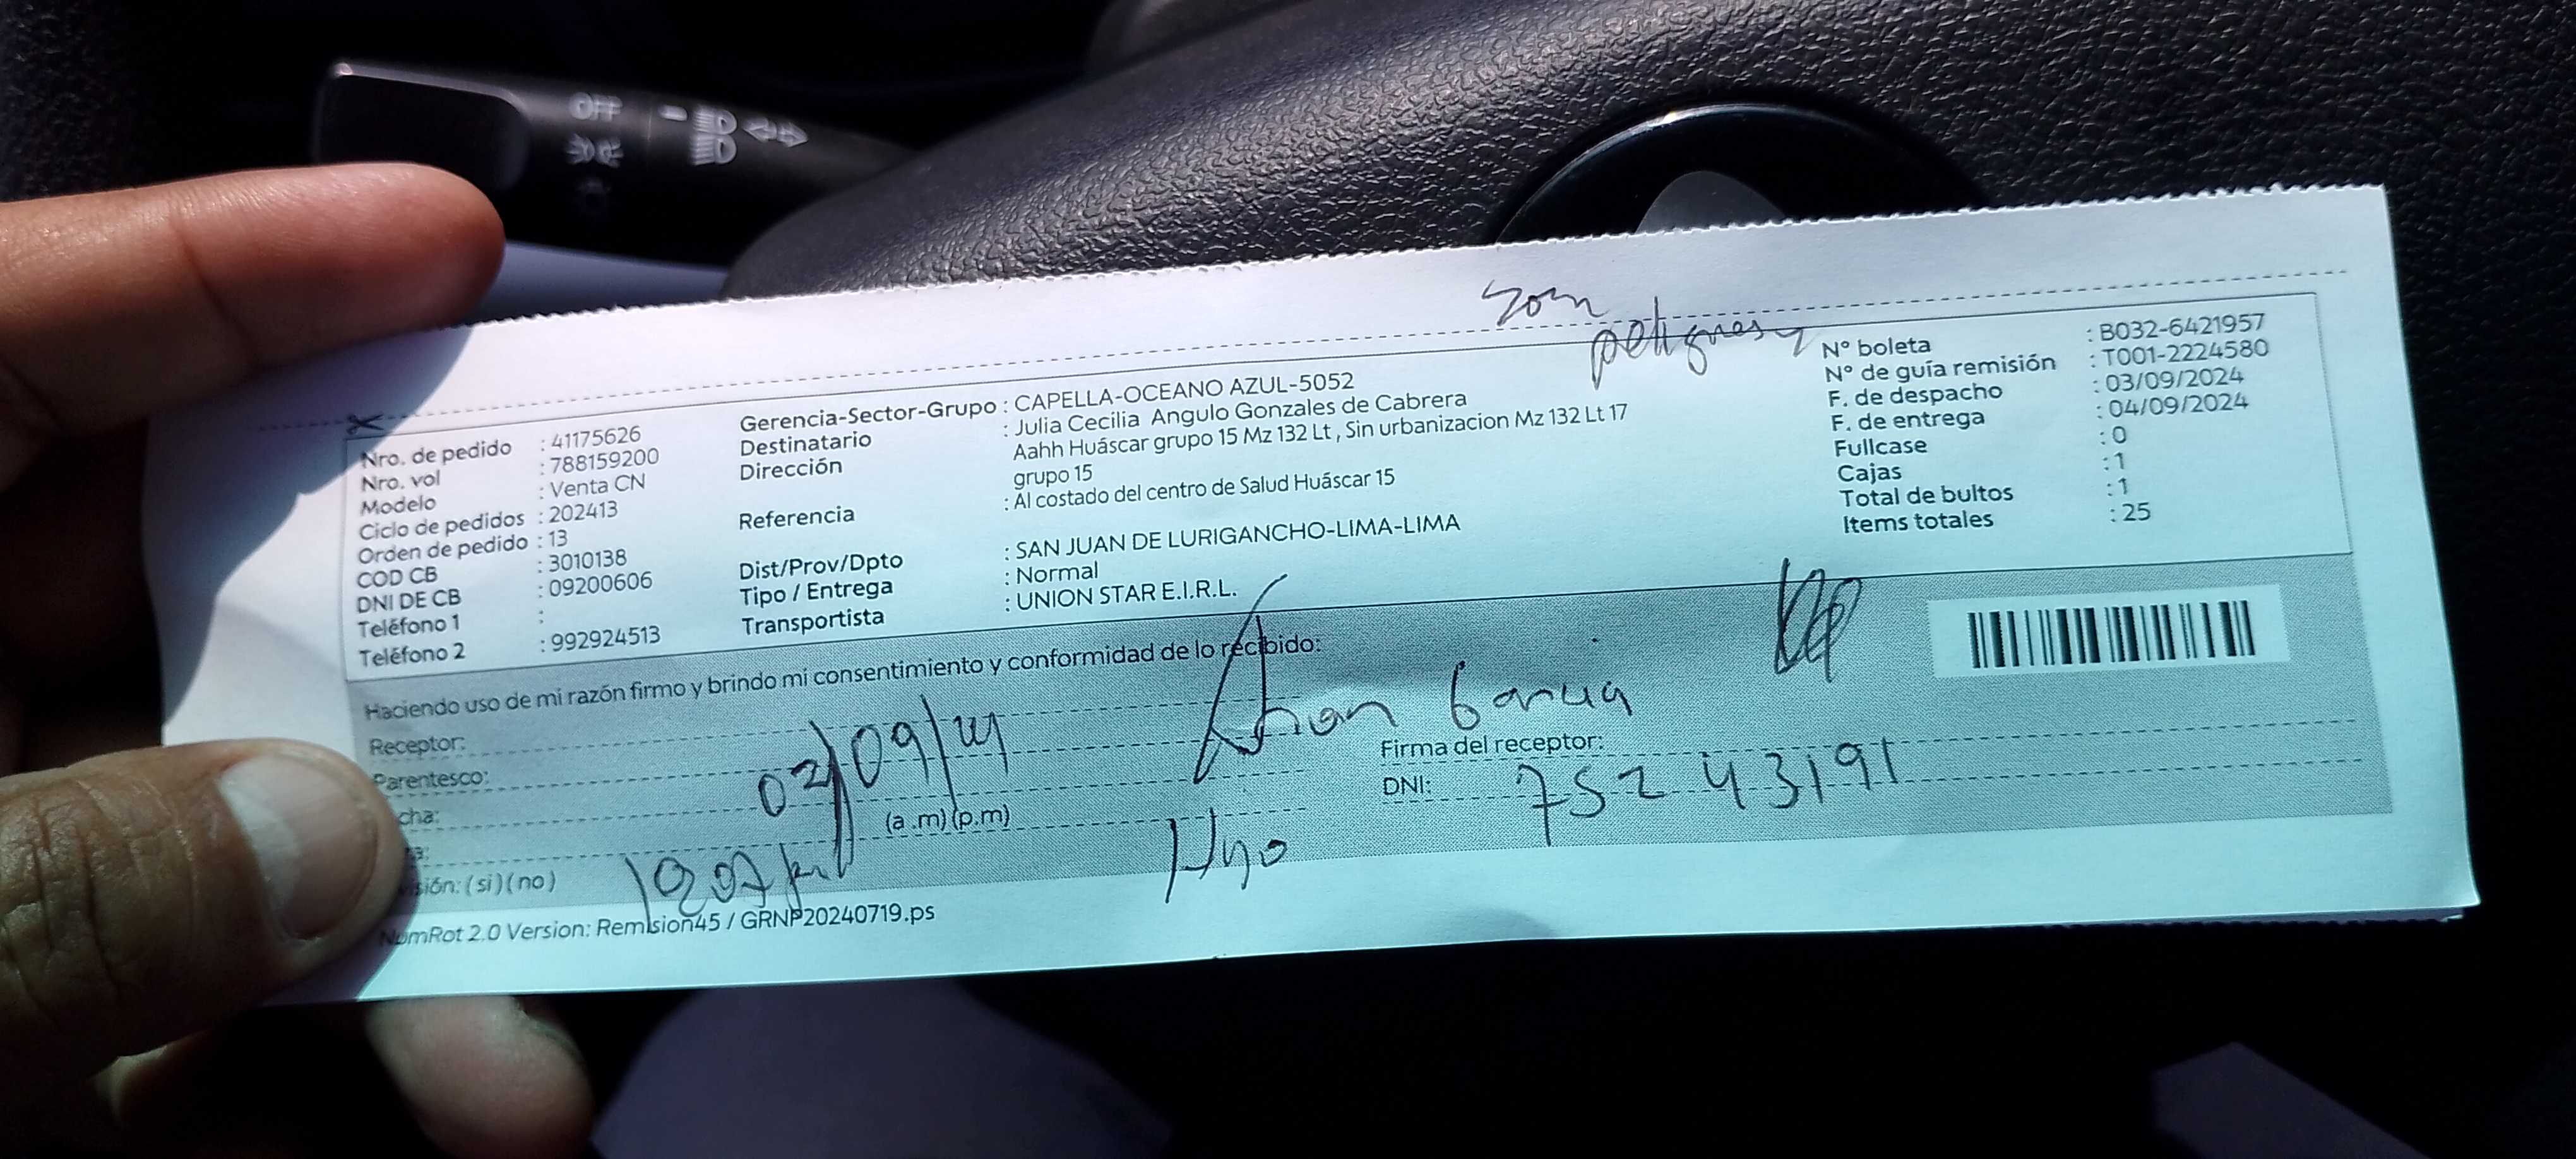 OFF
Zona
peligrosa
Nro. de pedido : 41175626
Nro. vol : 788159200
Modelo : Venta CN
Ciclo de pedidos : 202413
Orden de pedido : 13
COD CB : 3010138
DNI DE CB : 09200606
Teléfono 1 :
Teléfono 2 : 992924513
Gerencia-Sector-Grupo : CAPELLA-OCEANO AZUL-5052
Destinatario : Julia Cecilia Angulo Gonzales de Cabrera
Dirección Aahh Huáscar grupo 15 Mz 132 Lt , Sin urbanizacion Mz 132 Lt 17
grupo 15
Referencia : Al costado del centro de Salud Huáscar 15
Dist/Prov/Dpto : SAN JUAN DE LURIGANCHO-LIMA-LIMA
Tipo / Entrega : Normal
Transportista : UNION STAR E.I.R.L.
N° boleta : B032-6421957
N° de guía remisión : T001-2224580
F. de despacho : 03/09/2024
F. de entrega : 04/09/2024
Fullcase : 0
Cajas : 1
Total de bultos : 1
Items totales : 25
Haciendo uso de mi razón firmo y brindo mi consentimiento y conformidad de lo recibido:
Receptor:
Parentesco:
cha:
(a .m) (p.m)
isión: ( si ) ( no )
Firma del receptor:
DNI: 75243191
NumRot 2.0 Version: Remision45 / GRNP20240719.ps